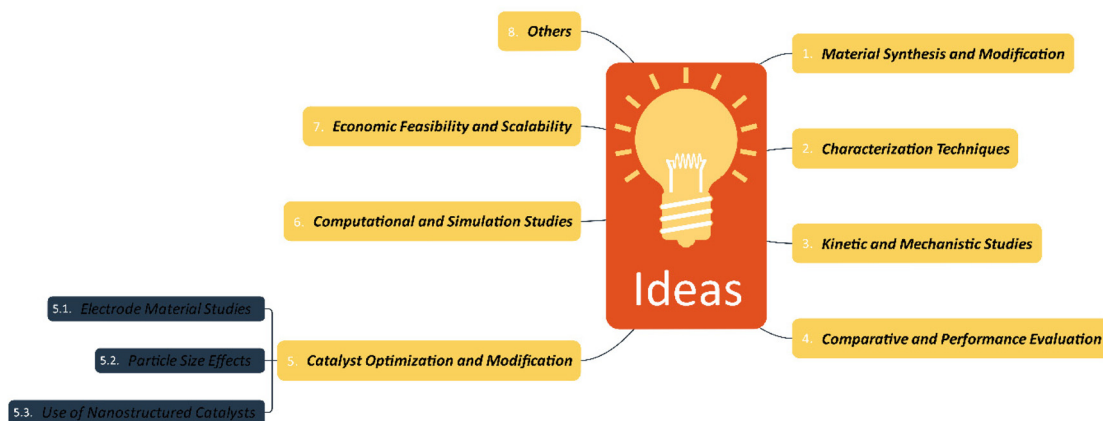 8. Others
1. Material Synthesis and Modification
7. Economic Feasibility and Scalability
2. Characterization Techniques
6. Computational and Simulation Studies
3. Kinetic and Mechanistic Studies
Ideas
5.1. Electrode Material Studies
4. Comparative and Performance Evaluation
5. Catalyst Optimization and Modification
5.2. Particle Size Effects
5.3. Use of Nanostructured Catalysts